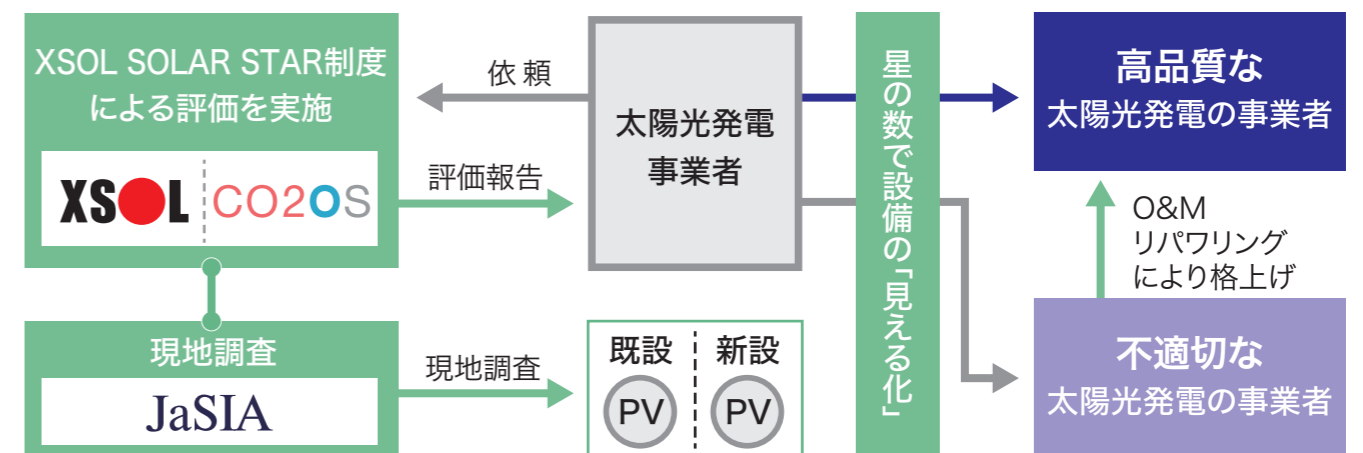 XSOL SOLAR STAR制度
による評価を実施
XSOL
CO2OS
依 頼
評価報告
太陽光発電
事業者
星の数で設備の「見える化」
高品質な
太陽光発電の事業者
O&M
リパワリング
により格上げ
不適切な
太陽光発電の事業者
現地調査
JaSIA
現地調査
既設
新設
PV
PV